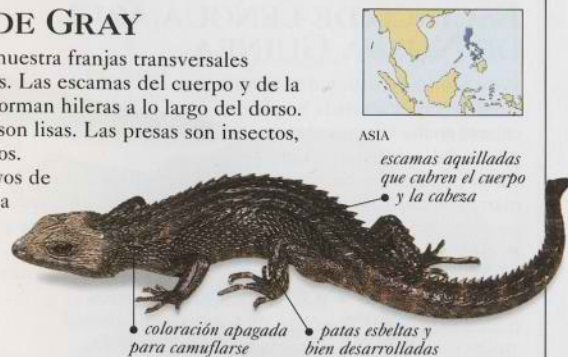 DE GRAY
muestra franjas transversales
s. Las escamas del cuerpo y de la
forman hileras a lo largo del dorso.
son lisas. Las presas son insectos,
os.
vos de
a
ASIA
escamas aquilladas
que cubren el cuerpo
y la cabeza
coloración apagada
para camuflarse
patas esbeltas y
bien desarrolladas